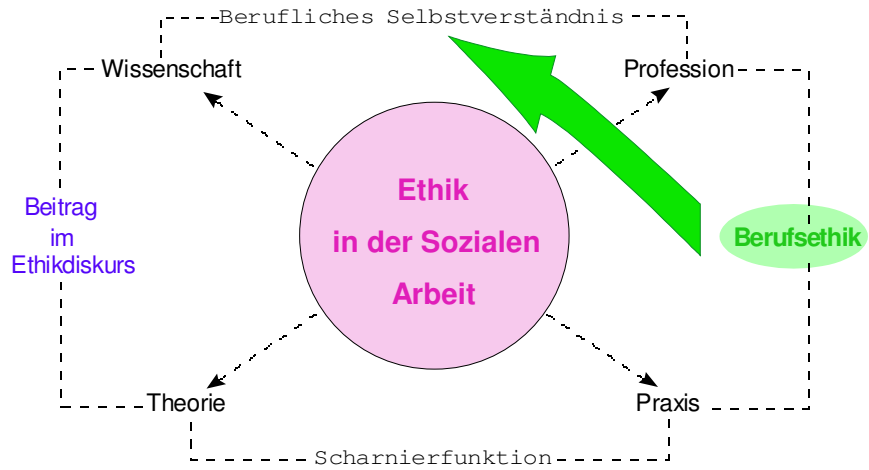 Berufliches Selbstverständnis
Wissenschaft
Profession
Ethik
in der Sozialen
Arbeit
Beitrag
im
Ethikdiskurs
Berufsethik
Theorie
Praxis
Scharnierfunktion